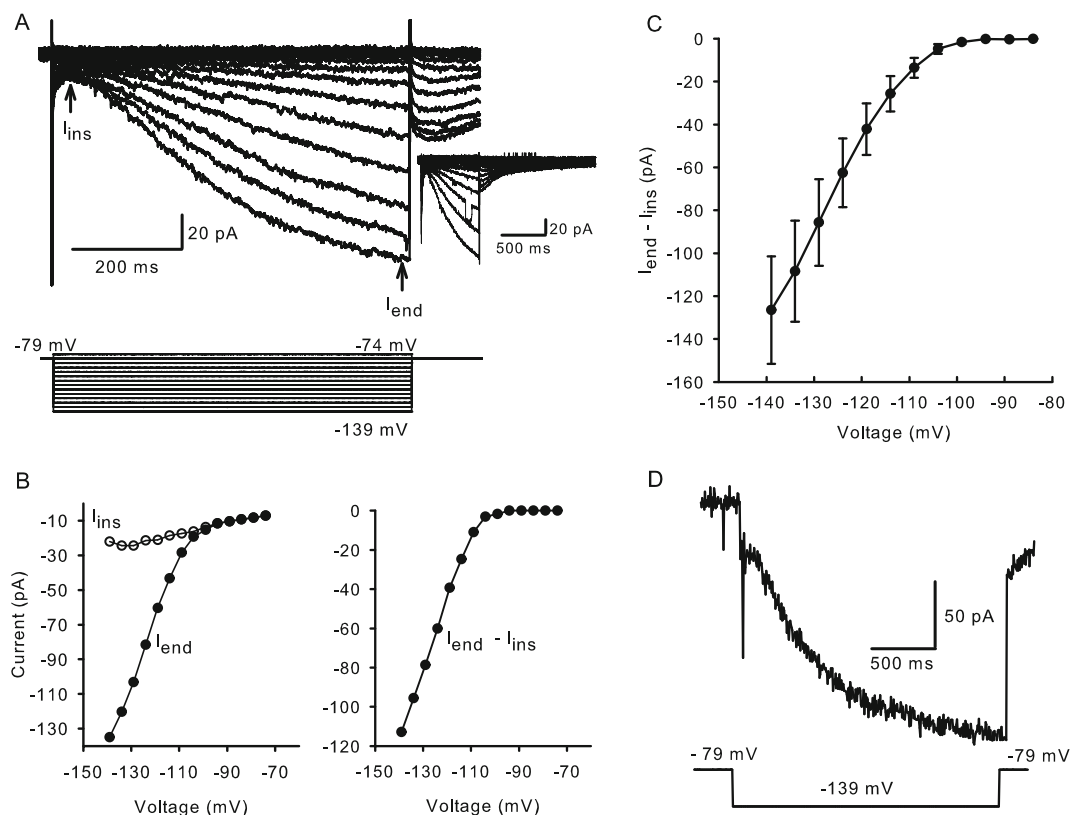 A
I_ins
20 pA
200 ms
I_end
20 pA
500 ms
-79 mV
-74 mV
-139 mV
B
Current (pA)
-10
-30
-50
-70
-90
-110
-130
I_ins
I_end
-150 -130 -110 -90 -70
Voltage (mV)
0
-20
-40
-60
-80
-100
-120
I_end - I_ins
-150 -130 -110 -90 -70
Voltage (mV)
C
I_end - I_ins (pA)
0
-20
-40
-60
-80
-100
-120
-140
-160
-150 -140 -130 -120 -110 -100 -90 -80
Voltage (mV)
D
50 pA
500 ms
- 79 mV
-79 mV
-139 mV